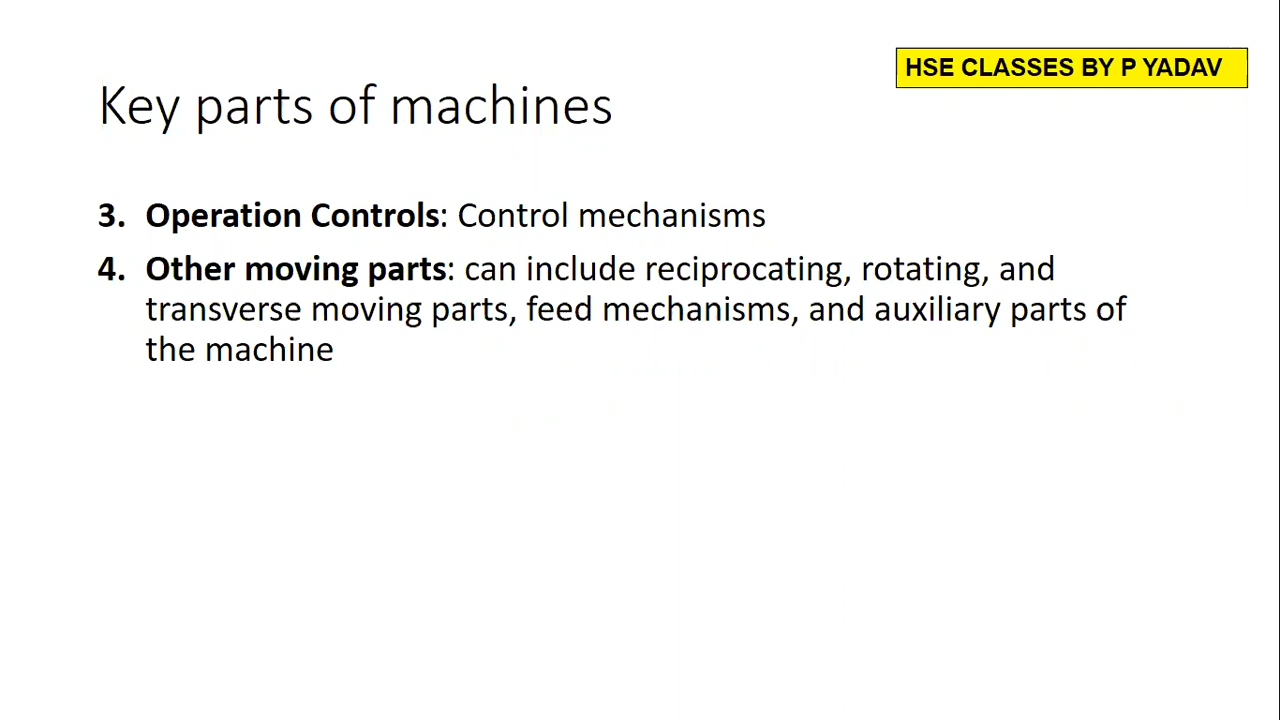 HSE CLASSES BY P YADAV
Key parts of machines
3. Operation Controls: Control mechanisms
4. Other moving parts: can include reciprocating, rotating, and
transverse moving parts, feed mechanisms, and auxiliary parts of
the machine